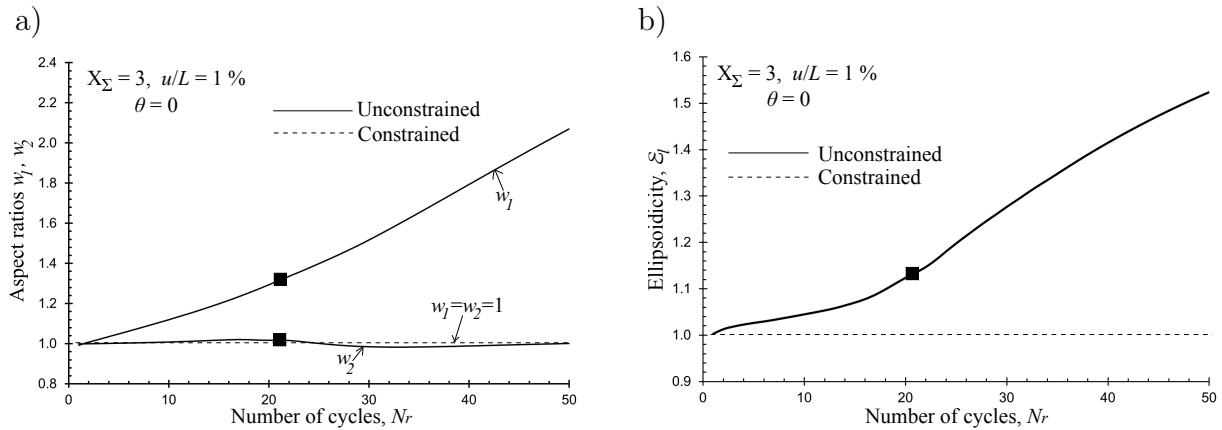 a)
Aspect ratios w₁, w₂
2.4
2.2
2.0
1.8
1.6
1.4
1.2
1.0
0.8
X_Σ = 3, u/L = 1 %
θ = 0
Unconstrained
Constrained
w₁
w₁=w₂=1
w₂
0 10 20 30 40 50
Number of cycles, Nr
b)
Ellipsoidicity, ℰ_l
1.6
1.5
1.4
1.3
1.2
1.1
1.0
0.9
X_Σ = 3, u/L = 1 %
θ = 0
Unconstrained
Constrained
0 10 20 30 40 50
Number of cycles, Nr